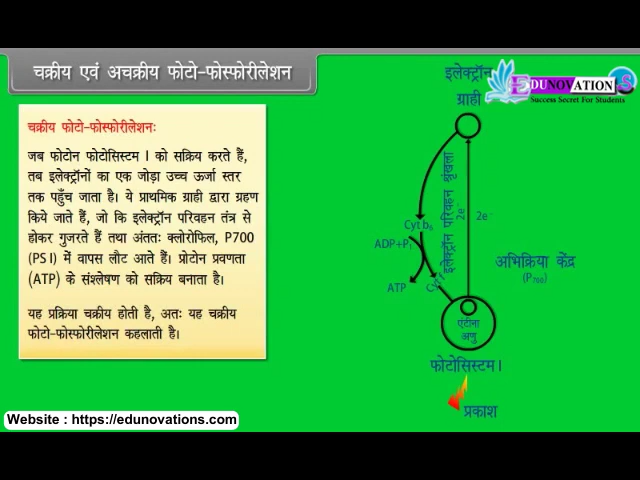 चक्रीय एवं अचक्रीय फोटो-फोस्फोरीलेशन
चक्रीय फोटो-फोस्फोरीलेशनः
जब फोटोन फोटोसिस्टम I को सक्रिय करते हैं,
तब इलेक्ट्रॉनों का एक जोड़ा उच्च ऊर्जा स्तर
तक पहुँच जाता है। ये प्राथमिक ग्राही द्वारा ग्रहण
किये जाते हैं, जो कि इलेक्ट्रॉन परिवहन तंत्र से
होकर गुजरते हैं तथा अंततः क्लोरोफिल, P700
(PS I) में वापस लौट आते हैं। प्रोटोन प्रवणता
(ATP) के संश्लेषण को सक्रिय बनाता है।
यह प्रक्रिया चक्रीय होती है, अतः यह चक्रीय
फोटो-फोस्फोरीलेशन कहलाती है।
इलेक्ट्रॉन
ग्राही
EDUNOVATIONS
Success Secret For Students
इलेक्ट्रॉन परिवहन श्रृंखला
2e⁻
2e⁻
Cyt b₆
ADP+Pᵢ
ATP
Cyt f
अभिक्रिया केंद्र
(P₇₀₀)
एंटीना
अणु
फोटोसिस्टम I
प्रकाश
Website : https://edunovations.com